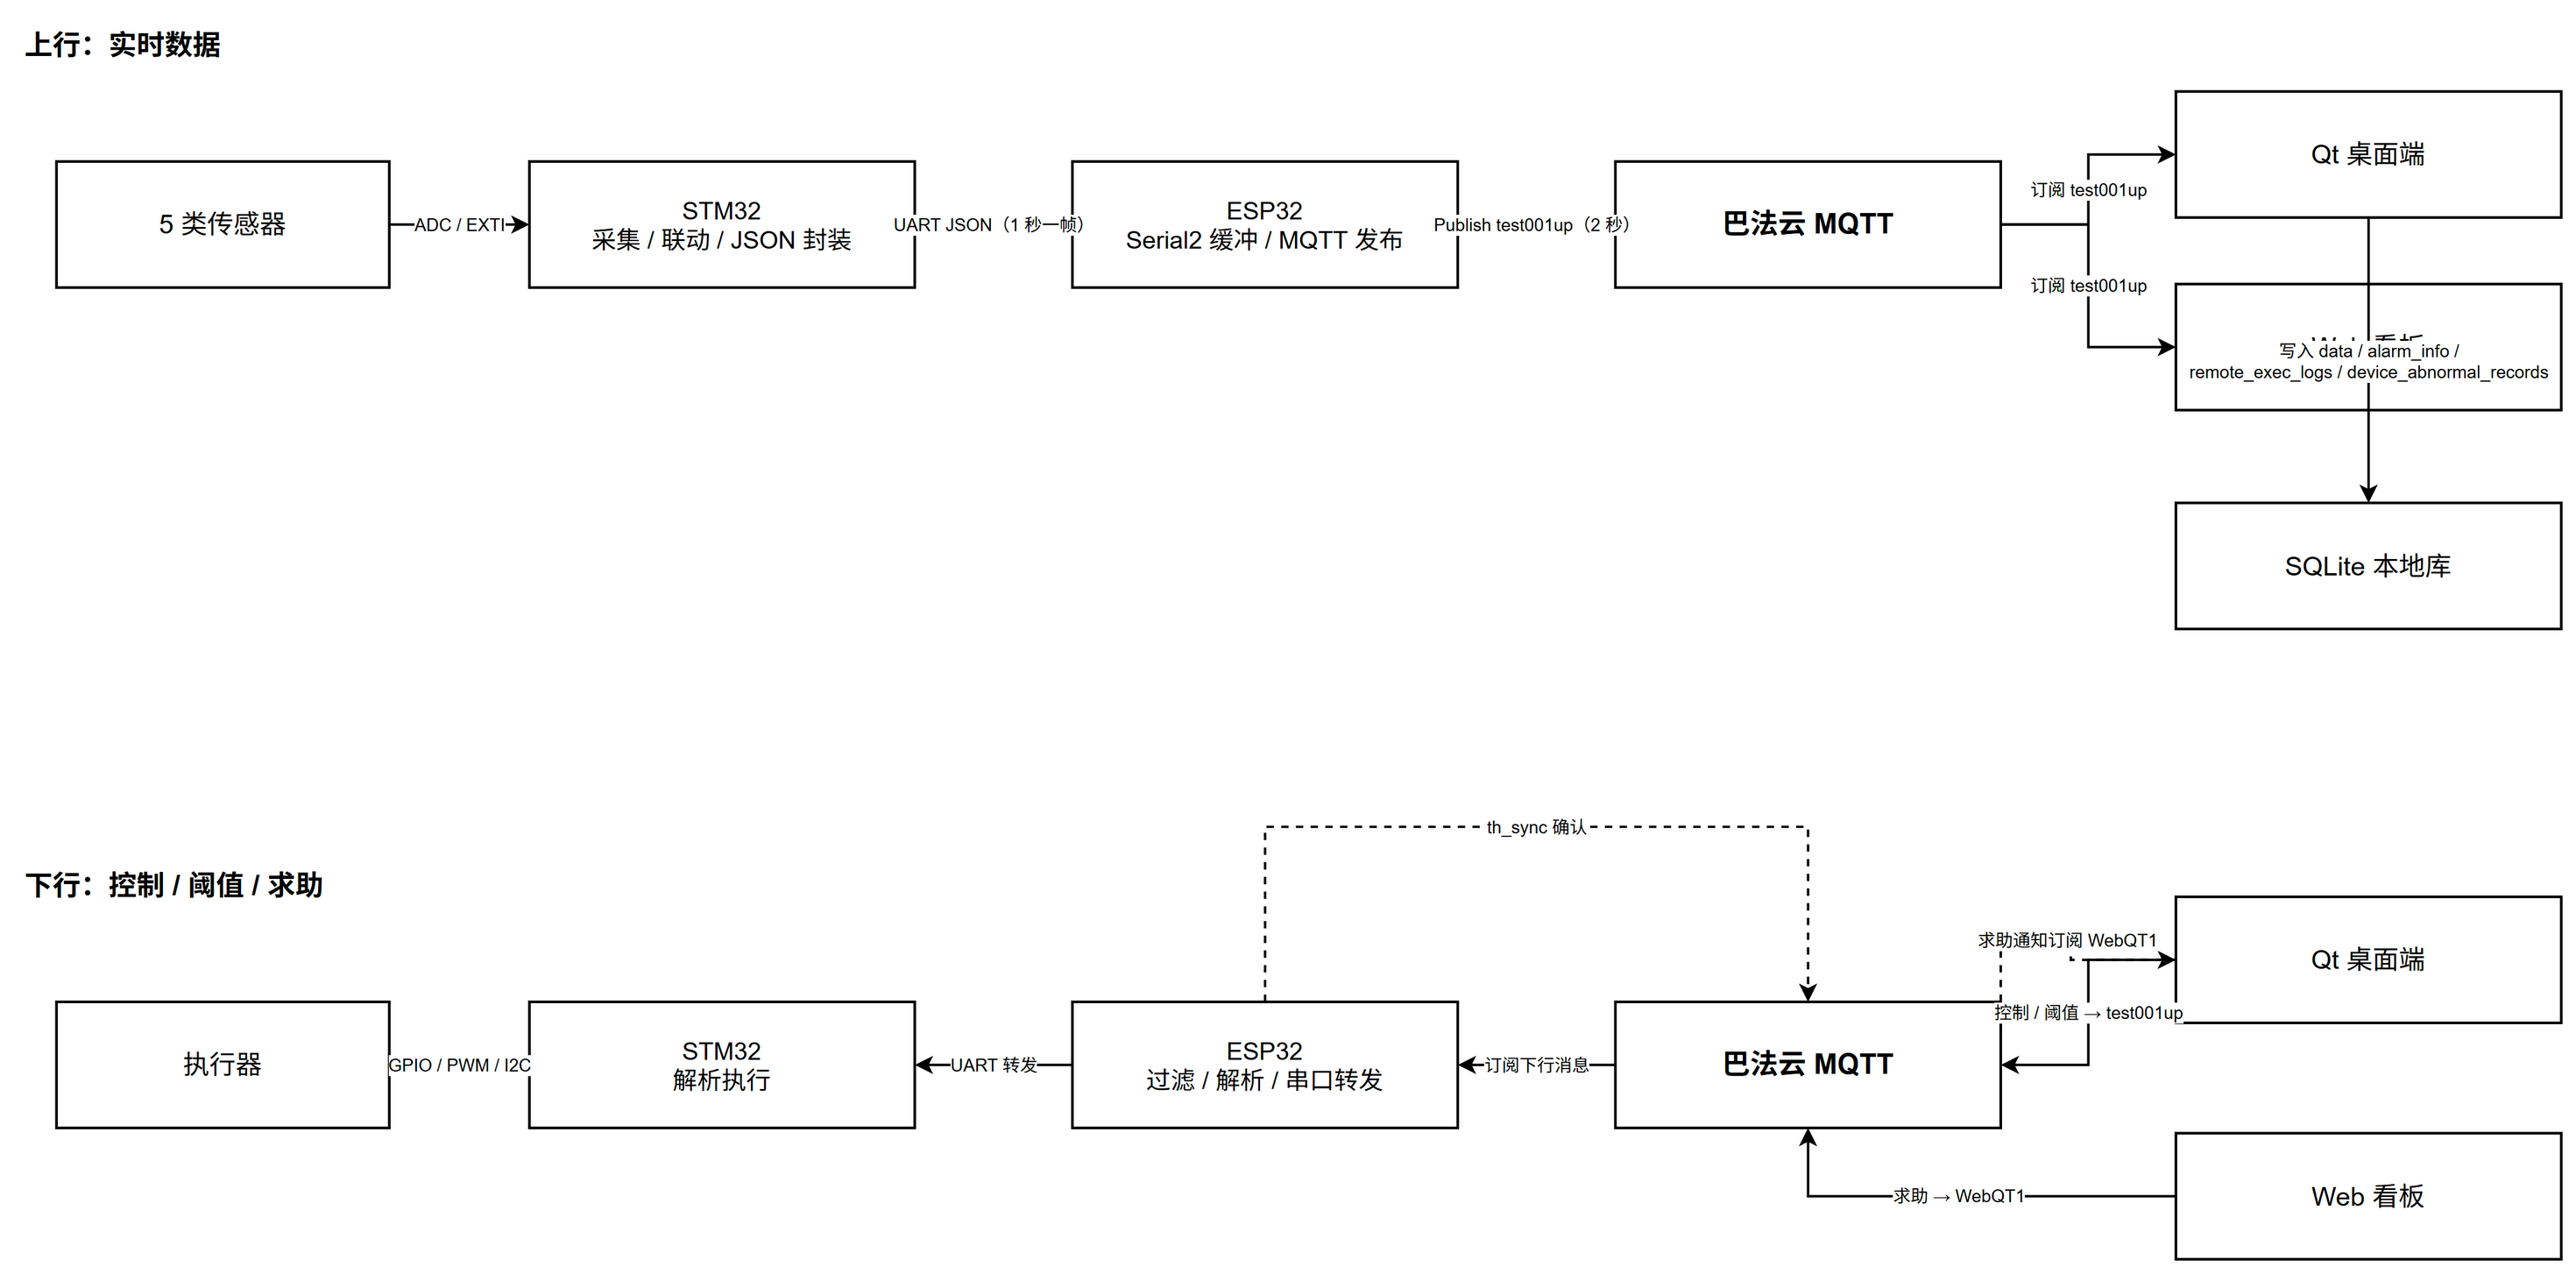 上行：实时数据
5 类传感器
ADC / EXTI
STM32
采集 / 联动 / JSON 封装
UART JSON（1 秒一帧）
ESP32
Serial2 缓冲 / MQTT 发布
Publish test001up（2 秒）
巴法云 MQTT
订阅 test001up
订阅 test001up
Qt 桌面端
写入 data / alarm_info /
remote_exec_logs / device_abnormal_records
SQLite 本地库
下行：控制 / 阈值 / 求助
th_sync 确认
执行器
GPIO / PWM / I2C
STM32
解析执行
UART 转发
ESP32
过滤 / 解析 / 串口转发
订阅下行消息
巴法云 MQTT
求助通知订阅 WebQT1
控制 / 阈值 → test001up
Qt 桌面端
求助 → WebQT1
Web 看板